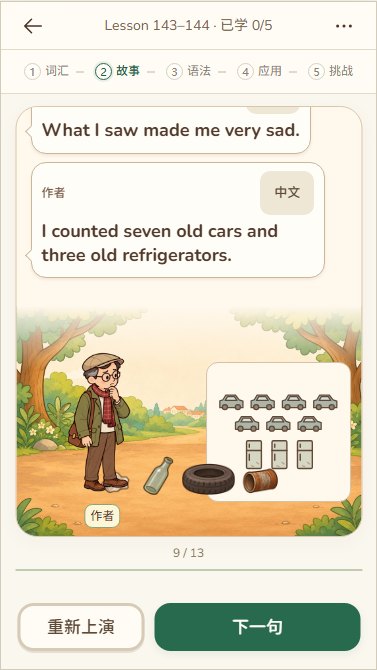 Lesson 143–144 · 已学 0/5
1 词汇 — 2 故事 — 3 语法 — 4 应用 — 5 挑战
What I saw made me very sad.
作者
中文
I counted seven old cars and
three old refrigerators.
作者
9 / 13
重新上演
下一句